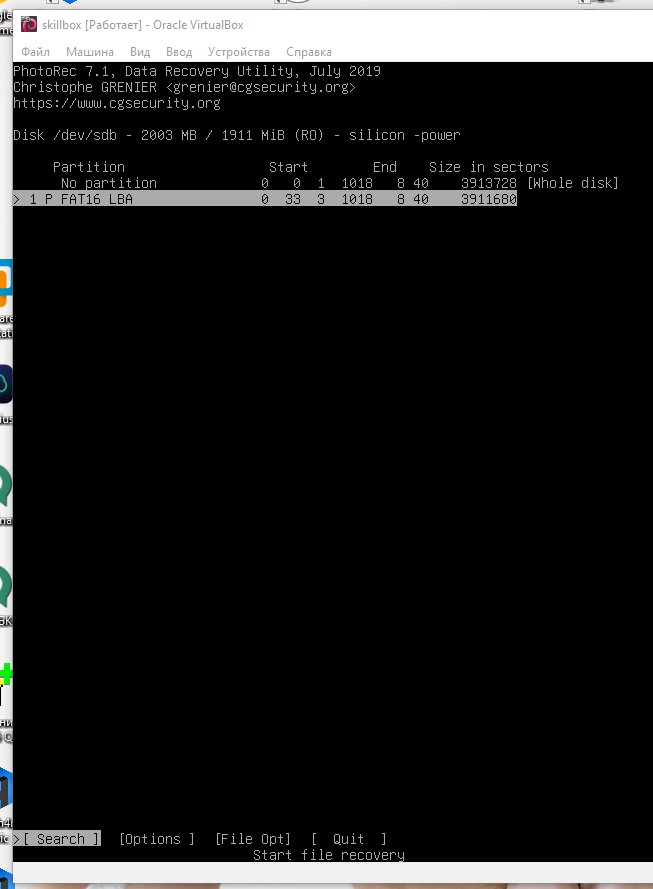 skillbox [Работает] - Oracle VirtualBox
Файл Машина Вид Ввод Устройства Справка
PhotoRec 7.1, Data Recovery Utility, July 2019
Christophe GRENIER <grenier@cgsecurity.org>
https://www.cgsecurity.org
Disk /dev/sdb - 2003 MB / 1911 MiB (RO) - silicon -power
Partition Start End Size in sectors
No partition 0 0 1 1018 8 40 3913728 [Whole disk]
> 1 P FAT16 LBA 0 33 3 1018 8 40 3911680
>[ Search ] [Options ] [File Opt] [ Quit ]
Start file recovery